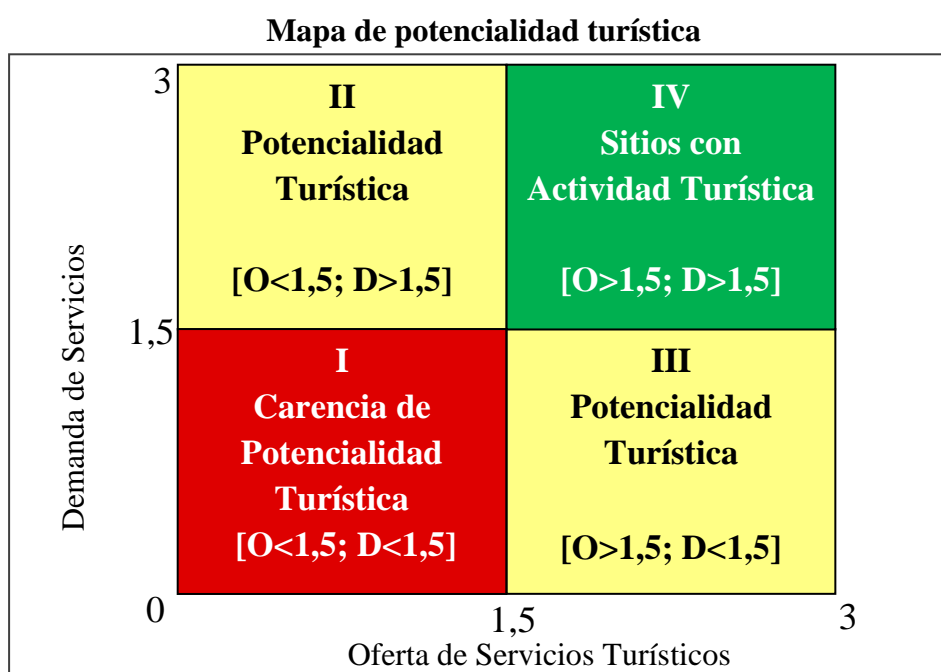 Mapa de potencialidad turística
3
II
Potencialidad
Turística
[O<1,5; D>1,5]
IV
Sitios con
Actividad Turística
[O>1,5; D>1,5]
Demanda de Servicios
1,5
I
Carencia de
Potencialidad
Turística
[O<1,5; D<1,5]
III
Potencialidad
Turística
[O>1,5; D<1,5]
0
1,5
3
Oferta de Servicios Turísticos